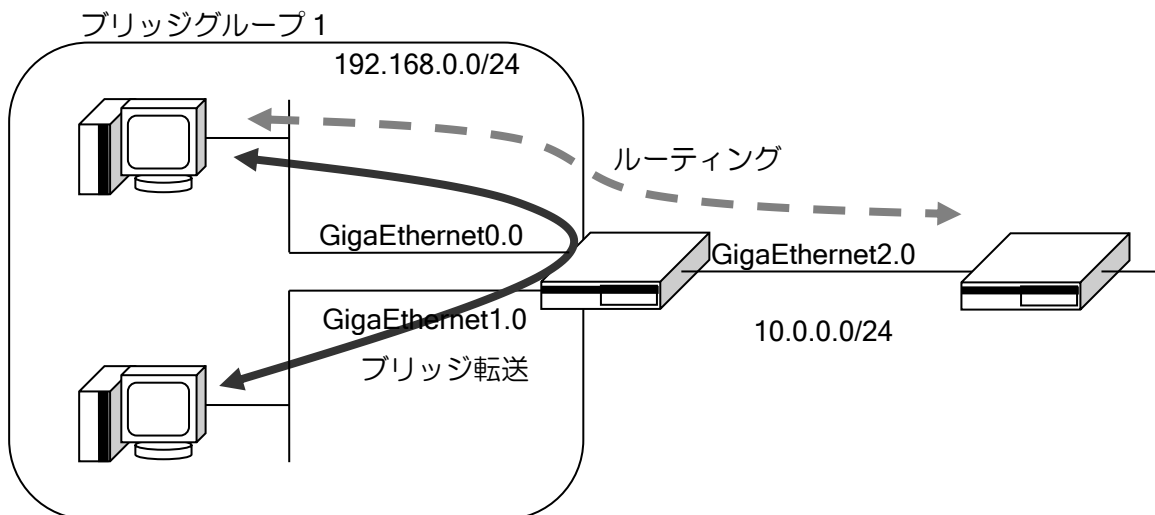 ブリッジグループ 1
192.168.0.0/24
ルーティング
GigaEthernet0.0
GigaEthernet2.0
GigaEthernet1.0
10.0.0.0/24
ブリッジ転送